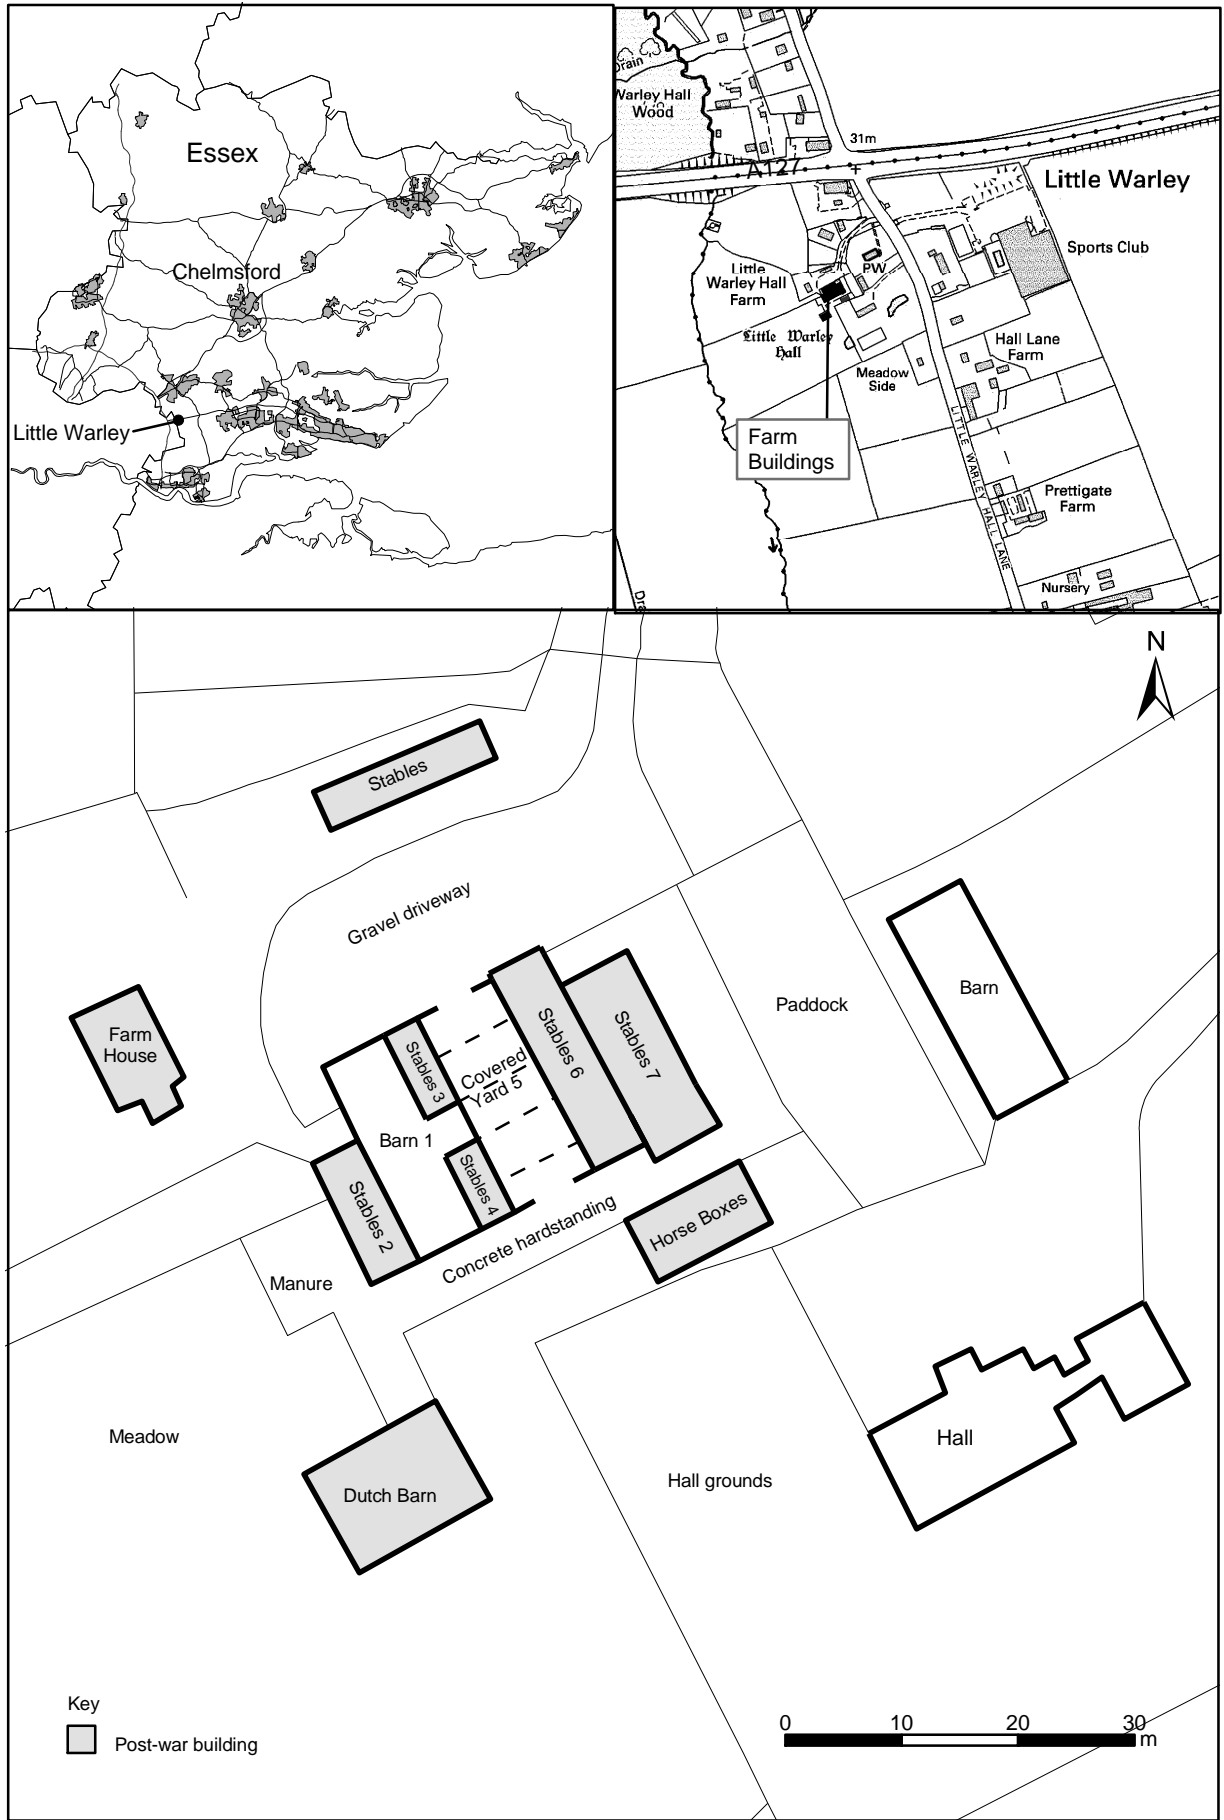 Essex
Chelmsford
Little Warley
Drain
Warley Hall
Wood
A127
31m
Little Warley
Sports Club
Little
Warley Hall
Farm
PW
Little Warley
Hall
Meadow
Side
Hall Lane
Farm
Farm
Buildings
LITTLE WARLEY HALL LANE
Prettigate
Farm
Nursery
Dra
N
Stables
Gravel driveway
Farm
House
Stables 3
Covered
Yard 5
Stables 6
Stables 7
Paddock
Barn
Barn 1
Stables 2
Stables 4
Concrete hardstanding
Horse Boxes
Manure
Meadow
Dutch Barn
Hall grounds
Hall
Key
Post-war building
0 10 20 30
m